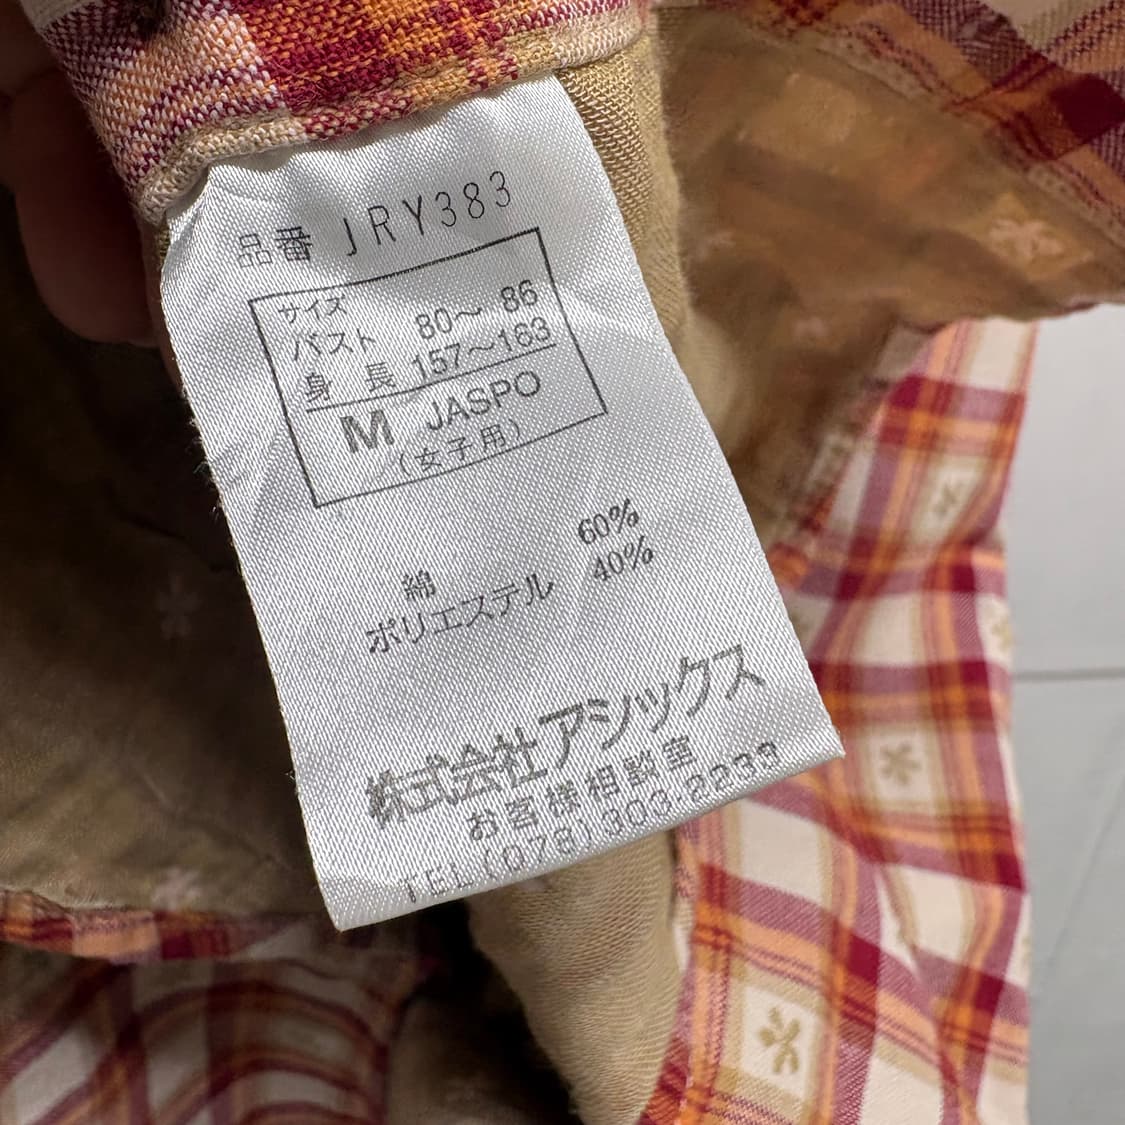 品番 JRY383
サイズ
バスト 80～ 86
身 長 157～163
M JASPO
(女子用)
綿 60%
ポリエステル 40%
株式会社アシックス
お客様相談室
TEL(078)303-2233